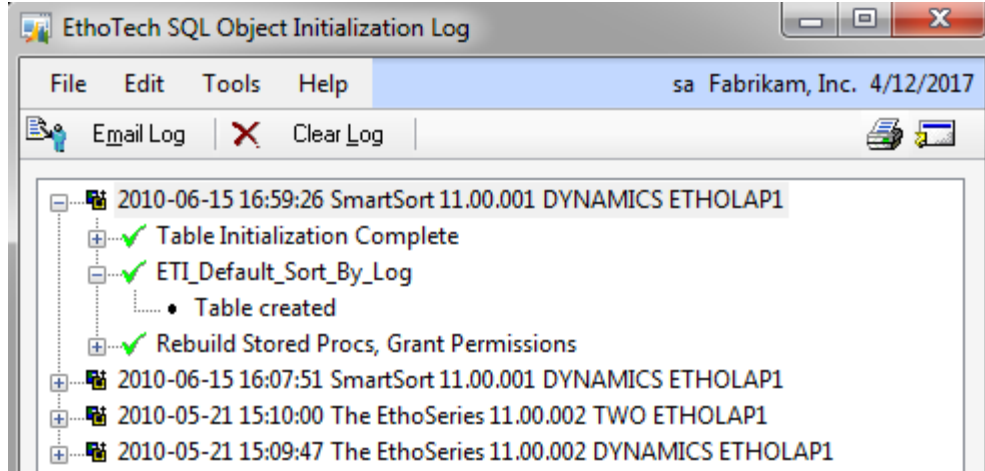 EthoTech SQL Object Initialization Log
File Edit Tools Help sa Fabrikam, Inc. 4/12/2017
Email Log Clear Log
2010-06-15 16:59:26 SmartSort 11.00.001 DYNAMICS ETHOLAP1
Table Initialization Complete
ETI_Default_Sort_By_Log
Table created
Rebuild Stored Procs, Grant Permissions
2010-06-15 16:07:51 SmartSort 11.00.001 DYNAMICS ETHOLAP1
2010-05-21 15:10:00 The EthoSeries 11.00.002 TWO ETHOLAP1
2010-05-21 15:09:47 The EthoSeries 11.00.002 DYNAMICS ETHOLAP1